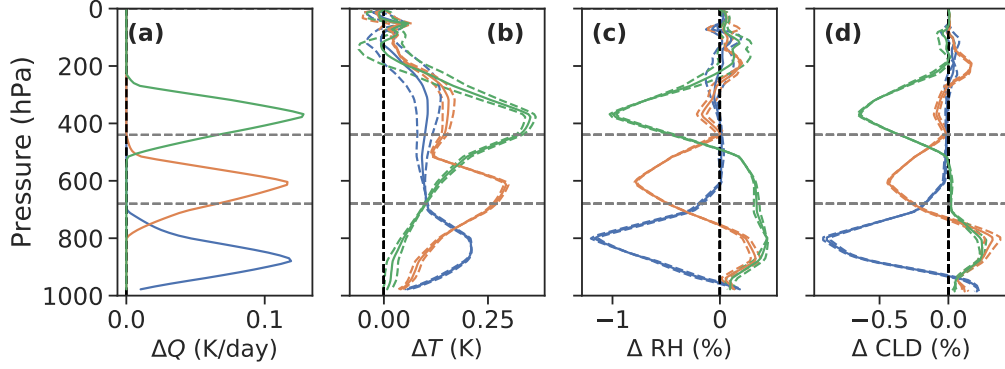 (a) (b) (c) (d)
Pressure (hPa)
0
200
400
600
800
1000
0.0 0.1
0.00 0.25
−1 0
−0.5 0.0
ΔQ (K/day)
ΔT (K)
Δ RH (%)
Δ CLD (%)